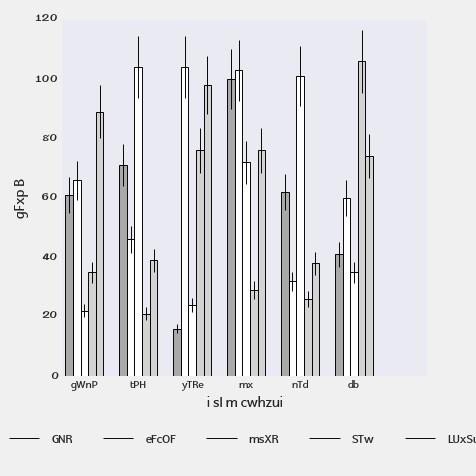 120
100
80
60
40
20
0
gFxp B
gWnP tPH yTRe mx nTd db
i sI m cwhzui
GNR eFcOF msXR STw